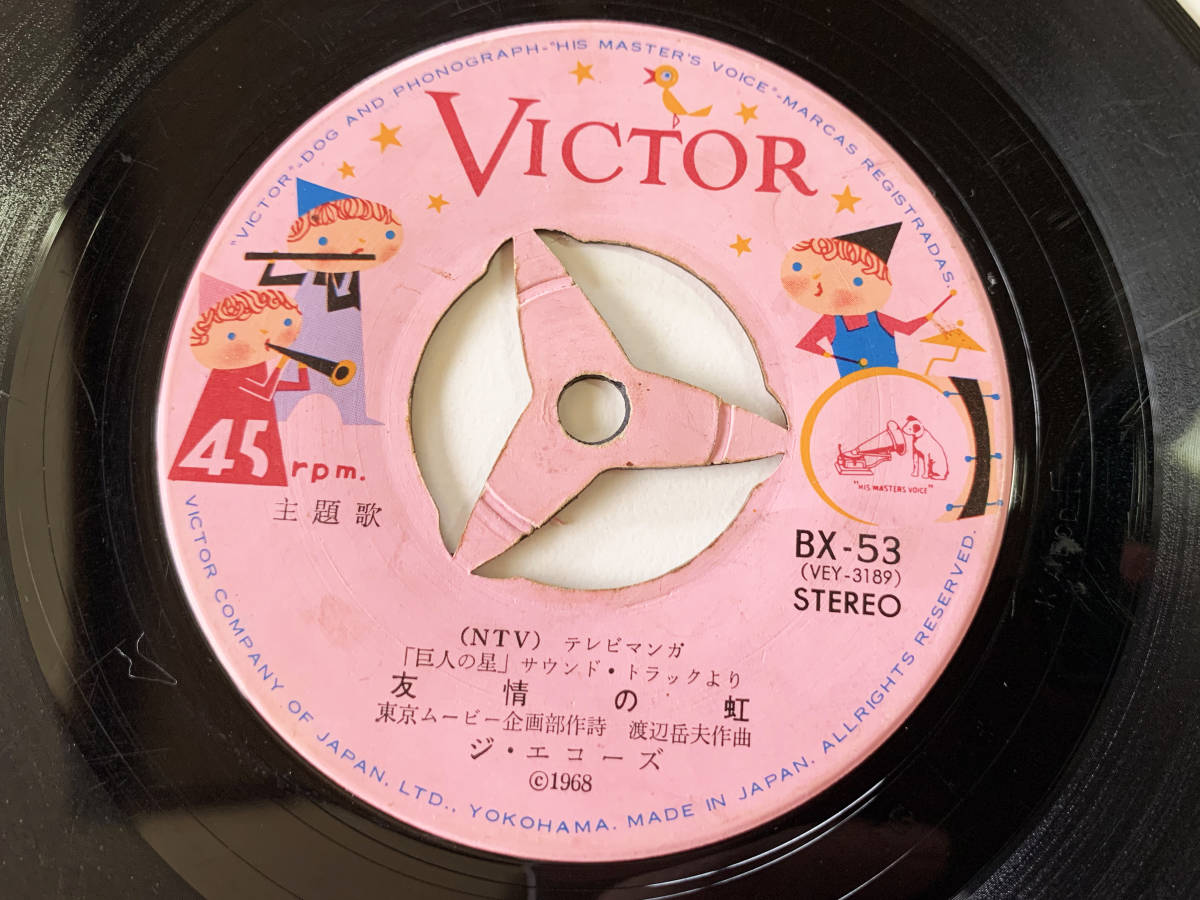 "VICTOR"-DOG AND PHONOGRAPH-"HIS MASTER'S VOICE"-MARCAS REGISTRADAS.
VICTOR
45 rpm.
主題歌
"HIS MASTERS VOICE"
BX-53
(VEY-3189)
STEREO
(NTV) テレビマンガ
「巨人の星」サウンド・トラックより
友情の虹
東京ムービー企画部作詩 渡辺岳夫作曲
ジ・エコーズ
©1968
VICTOR COMPANY OF JAPAN, LTD., YOKOHAMA. MADE IN JAPAN. ALLRIGHTS RESERVED.